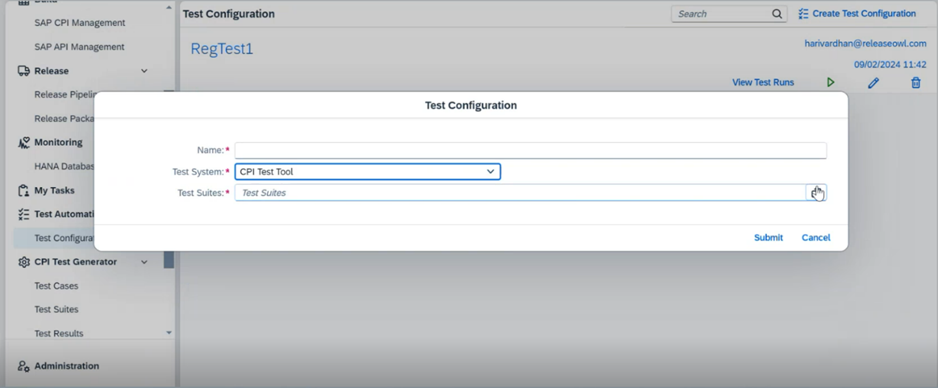 SAP CPI Management
SAP API Management
Release
Release Pipelin
Release Packa
Monitoring
HANA Databas
My Tasks
Test Automati
Test Configura
CPI Test Generator
Test Cases
Test Suites
Test Results
Administration
Test Configuration
Search
Create Test Configuration
RegTest1
harivardhan@releaseowl.com
09/02/2024 11:42
View Test Runs
Test Configuration
Name: *
Test System: * CPI Test Tool
Test Suites: * Test Suites
Submit Cancel